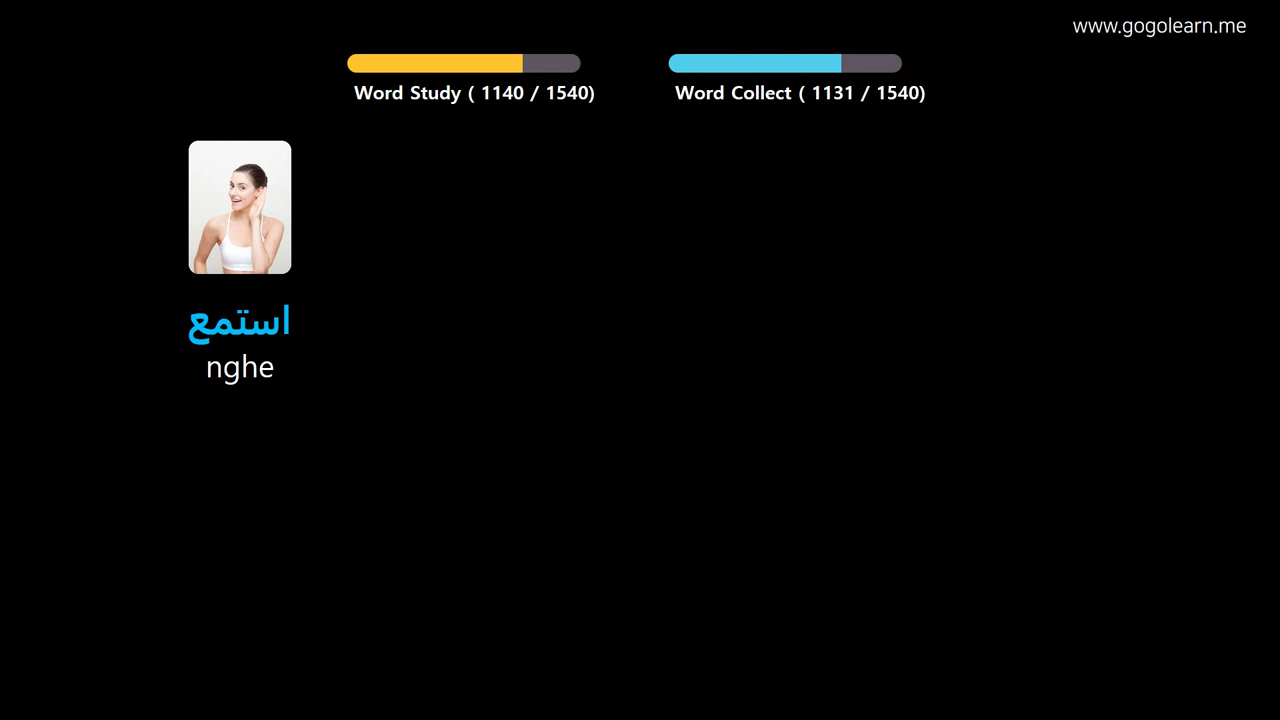 www.gogolearn.me
Word Study ( 1140 / 1540)
Word Collect ( 1131 / 1540)
استمع
nghe